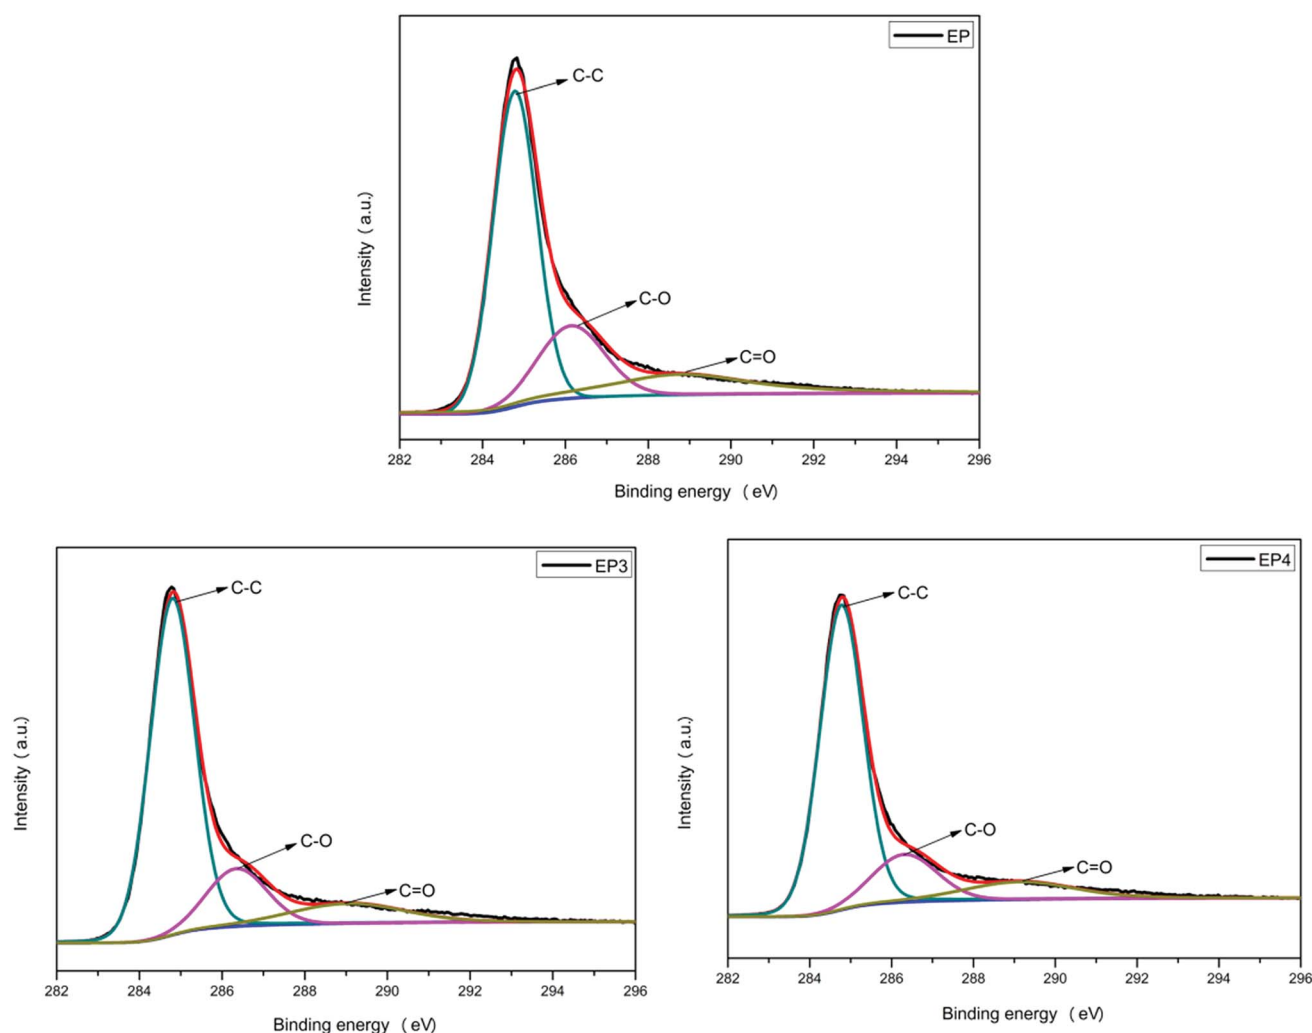 EP
C-C
C-O
C=O
Intensity ( a.u.)
282 284 286 288 290 292 294 296
Binding energy ( eV)
EP3
C-C
C-O
C=O
Intensity ( a.u.)
282 284 286 288 290 292 294 296
Binding energy ( eV)
EP4
C-C
C-O
C=O
Intensity ( a.u.)
282 284 286 288 290 292 294 296
Binding energy ( eV)